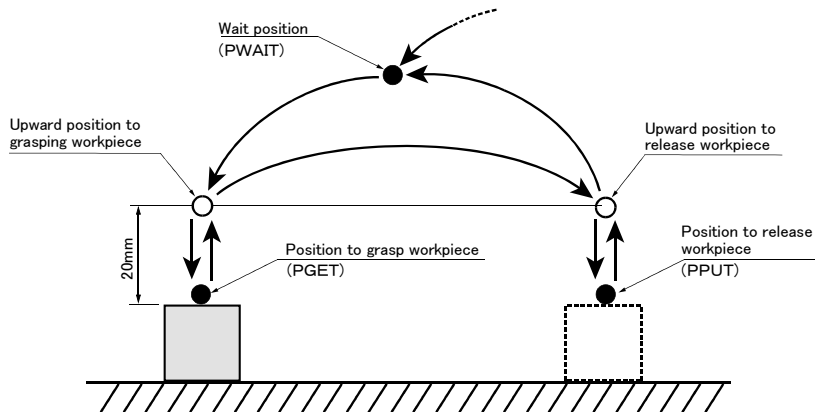 Wait position
(PWAIT)
Upward position to
grasping workpiece
Upward position to
release workpiece
20mm
Position to grasp workpiece
(PGET)
Position to release
workpiece
(PPUT)